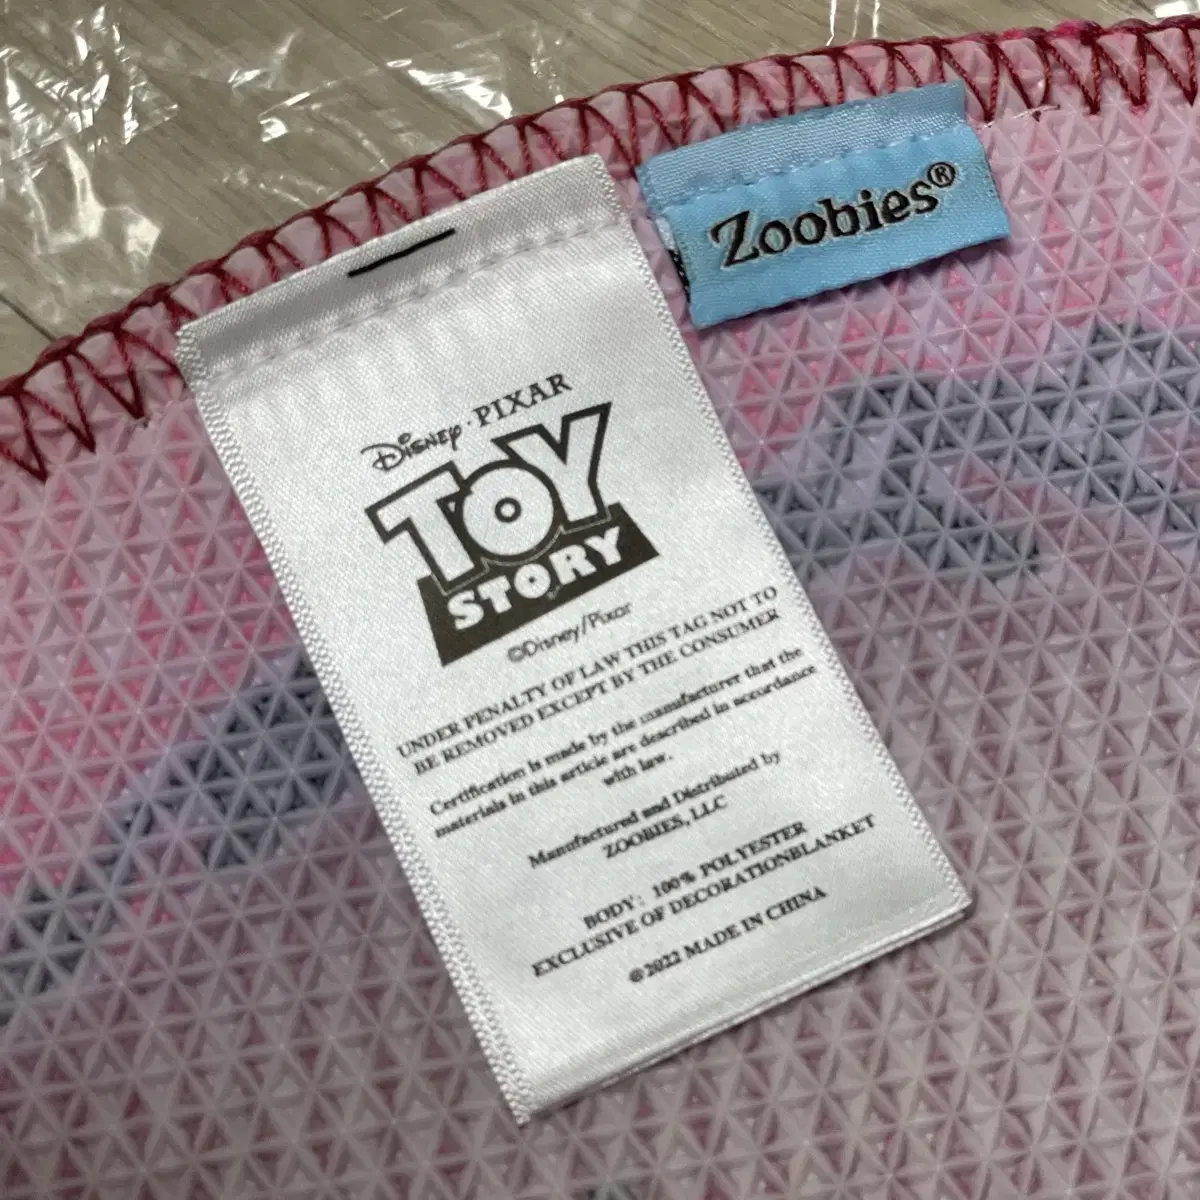 Zoobies®
Disney · PIXAR
TOY
STORY
©Disney/Pixar
UNDER PENALTY OF LAW THIS TAG NOT TO
BE REMOVED EXCEPT BY THE CONSUMER
Certification is made by the manufacturer that the
materials in this article are described in accordance
with law.
Manufactured and Distributed by
ZOOBIES, LLC
BODY: 100% POLYESTER
EXCLUSIVE OF DECORATIONBLANKET
©2022 MADE IN CHINA